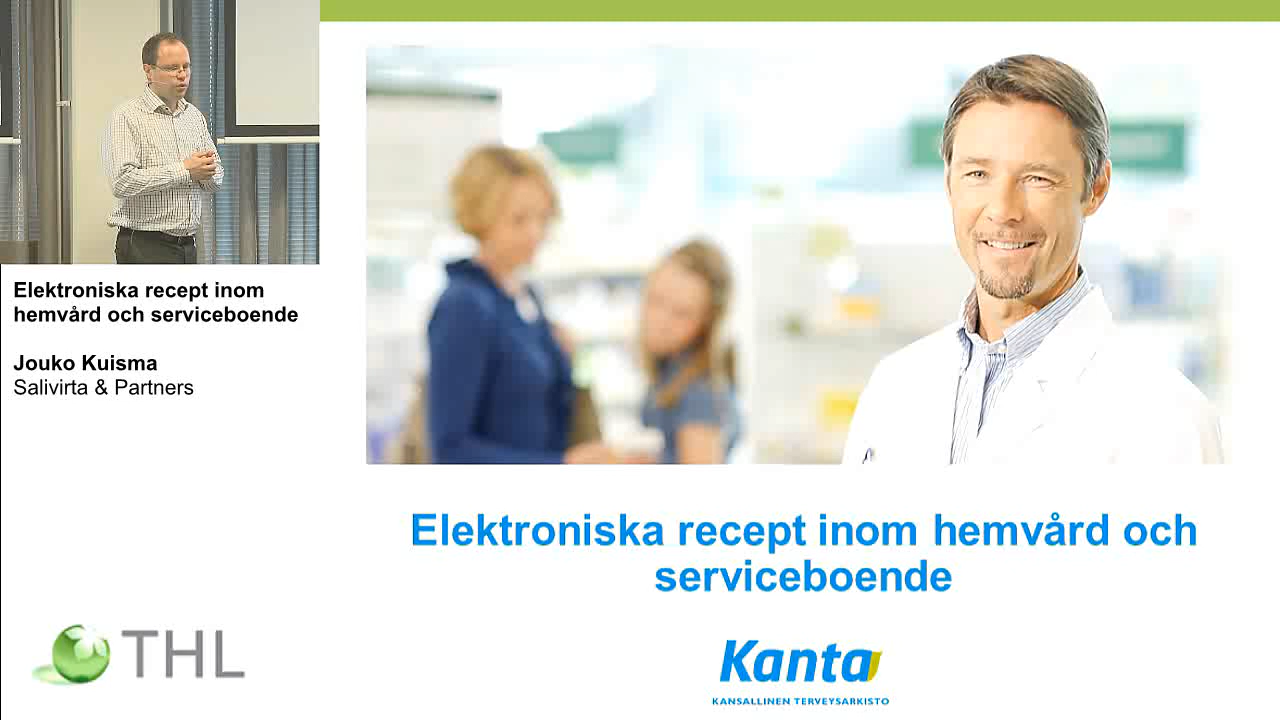 Elektroniska recept inom
hemvård och serviceboende
Jouko Kuisma
Salivirta & Partners
THL
Elektroniska recept inom hemvård och
serviceboende
Kanta
KANSALLINEN TERVEYSARKISTO